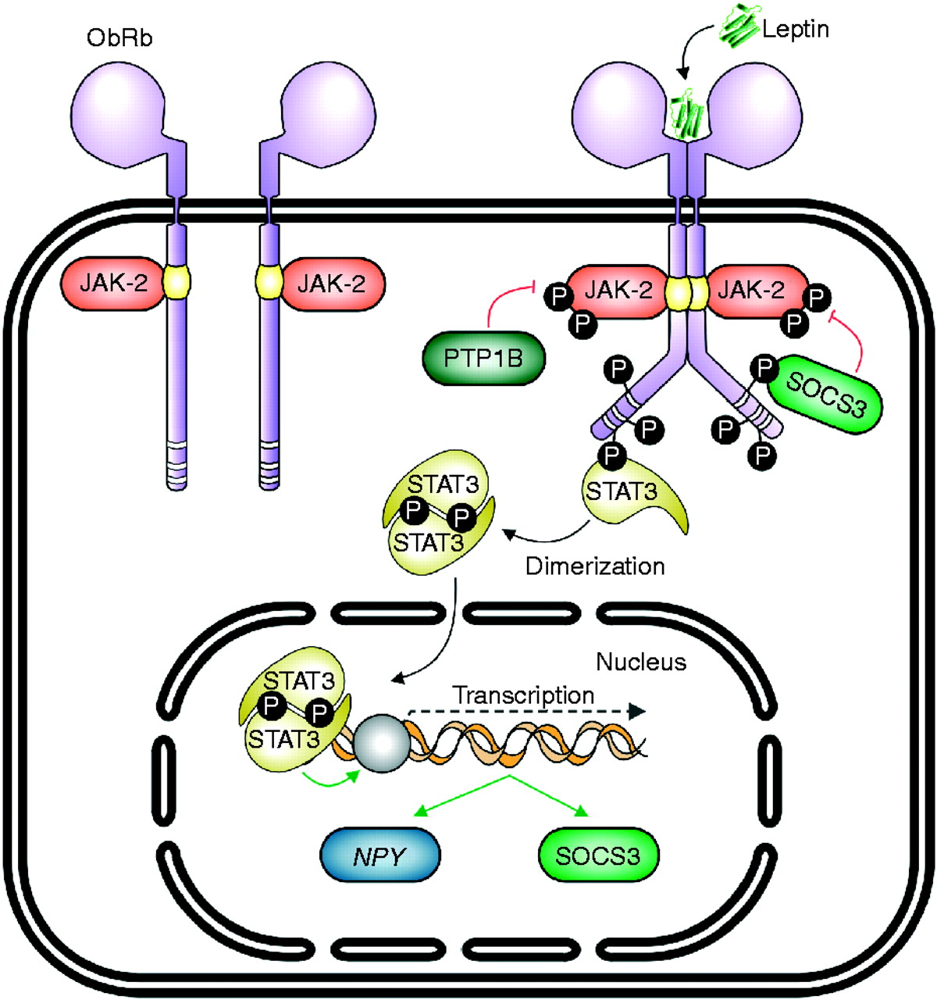 ObRb
Leptin
JAK-2
JAK-2
P
JAK-2
JAK-2
P
P
P
PTP1B
P
P
SOCS3
P
P
P
P
STAT3
STAT3
P
P
STAT3
Dimerization
Nucleus
STAT3
P
P
STAT3
Transcription
NPY
SOCS3